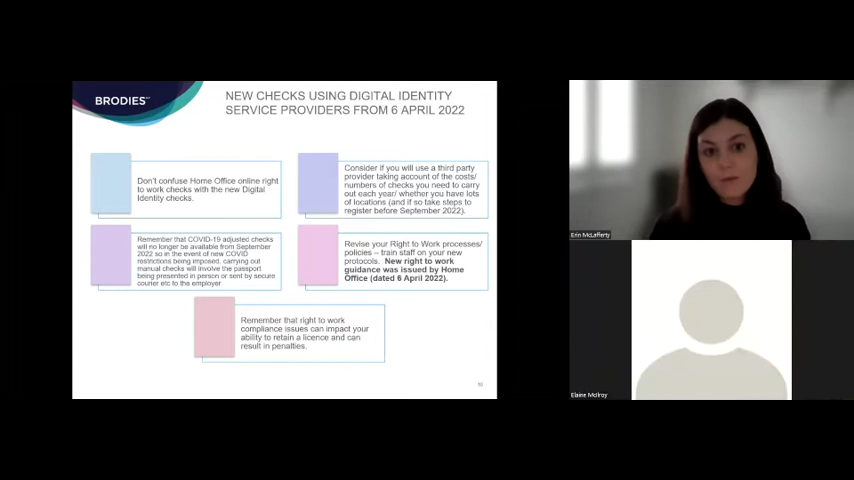 BRODIES LLP
NEW CHECKS USING DIGITAL IDENTITY
SERVICE PROVIDERS FROM 6 APRIL 2022
Don't confuse Home Office online right
to work checks with the new Digital
Identity checks.
Consider if you will use a third party
provider taking account of the costs/
numbers of checks you need to carry
out each year/ whether you have lots
of locations (and if so take steps to
register before September 2022).
Remember that COVID-19 adjusted checks
will no longer be available from September
2022 so in the event of new COVID
restrictions being imposed, carrying out
manual checks will involve the passport
being presented in person or sent by secure
courier etc to the employer
Revise your Right to Work processes/
policies – train staff on your new
protocols. New right to work
guidance was issued by Home
Office (dated 6 April 2022).
Remember that right to work
compliance issues can impact your
ability to retain a licence and can
result in penalties.
Erin McLafferty
Elaine McIlroy